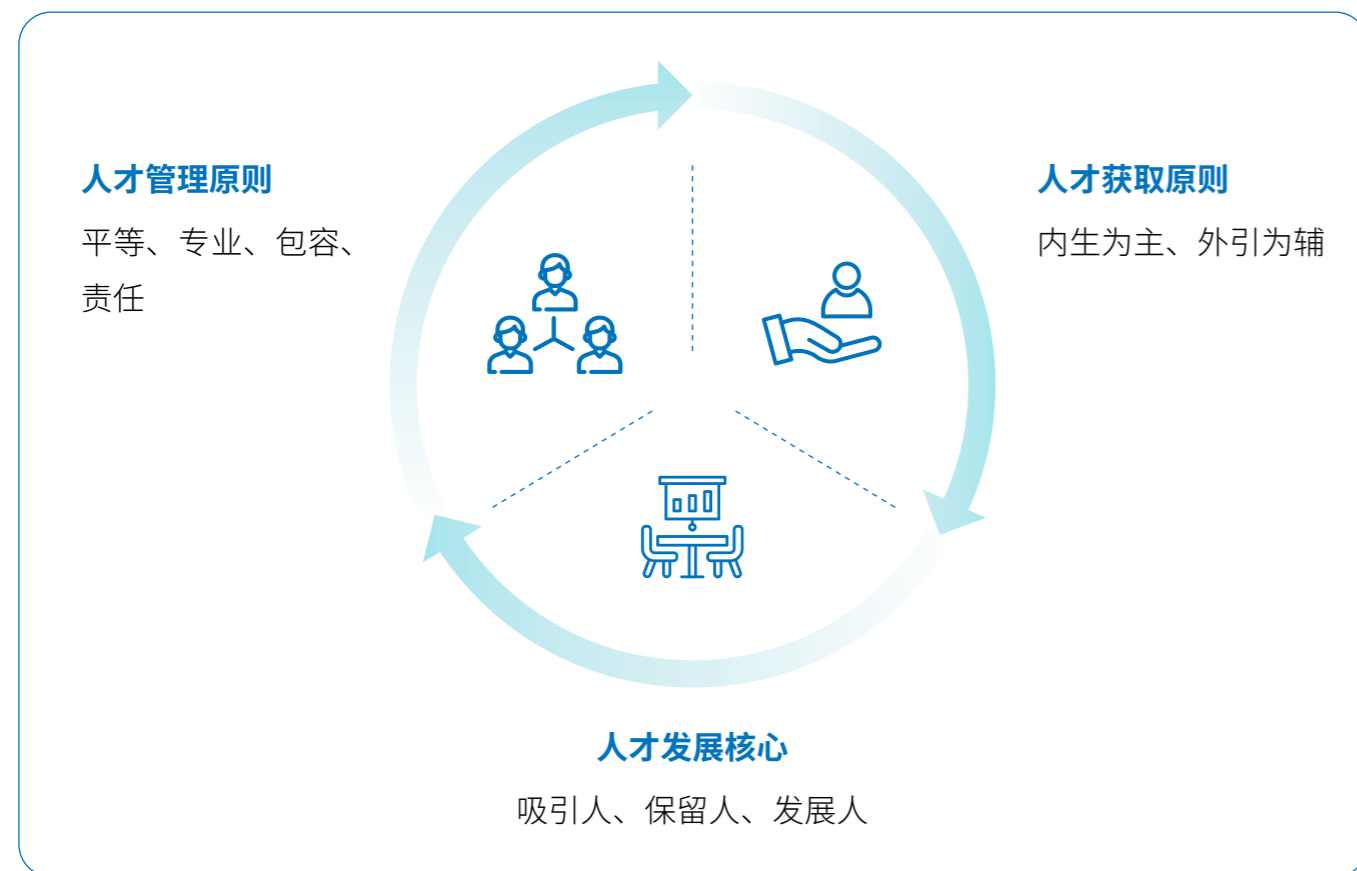 人才管理原则
平等、专业、包容、
责任
人才获取原则
内生为主、外引为辅
人才发展核心
吸引人、保留人、发展人